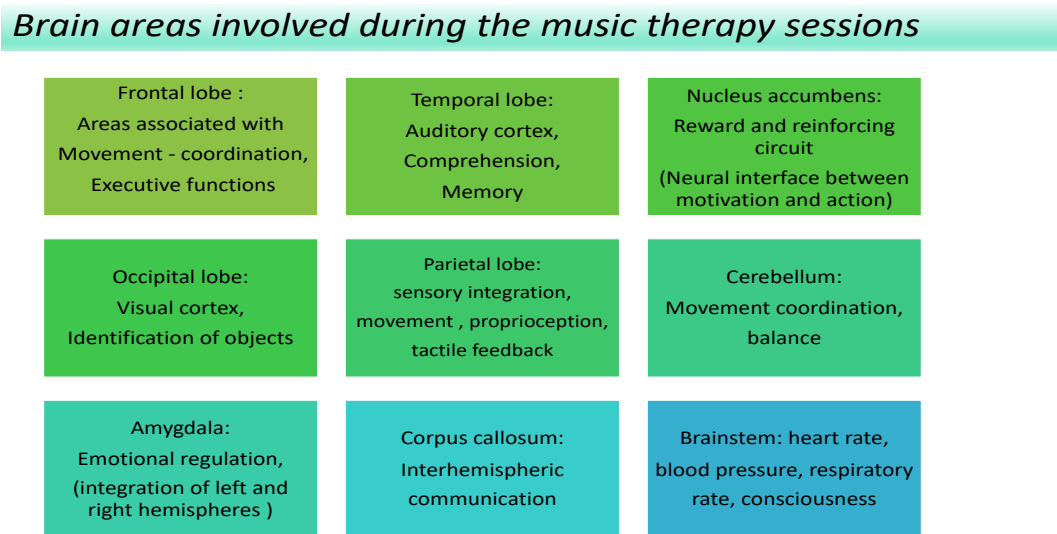 Brain areas involved during the music therapy sessions
Frontal lobe :
Areas associated with
Movement - coordination,
Executive functions
Temporal lobe:
Auditory cortex,
Comprehension,
Memory
Nucleus accumbens:
Reward and reinforcing
circuit
(Neural interface between
motivation and action)
Occipital lobe:
Visual cortex,
Identification of objects
Parietal lobe:
sensory integration,
movement , proprioception,
tactile feedback
Cerebellum:
Movement coordination,
balance
Amygdala:
Emotional regulation,
(integration of left and
right hemispheres )
Corpus callosum:
Interhemispheric
communication
Brainstem: heart rate,
blood pressure, respiratory
rate, consciousness